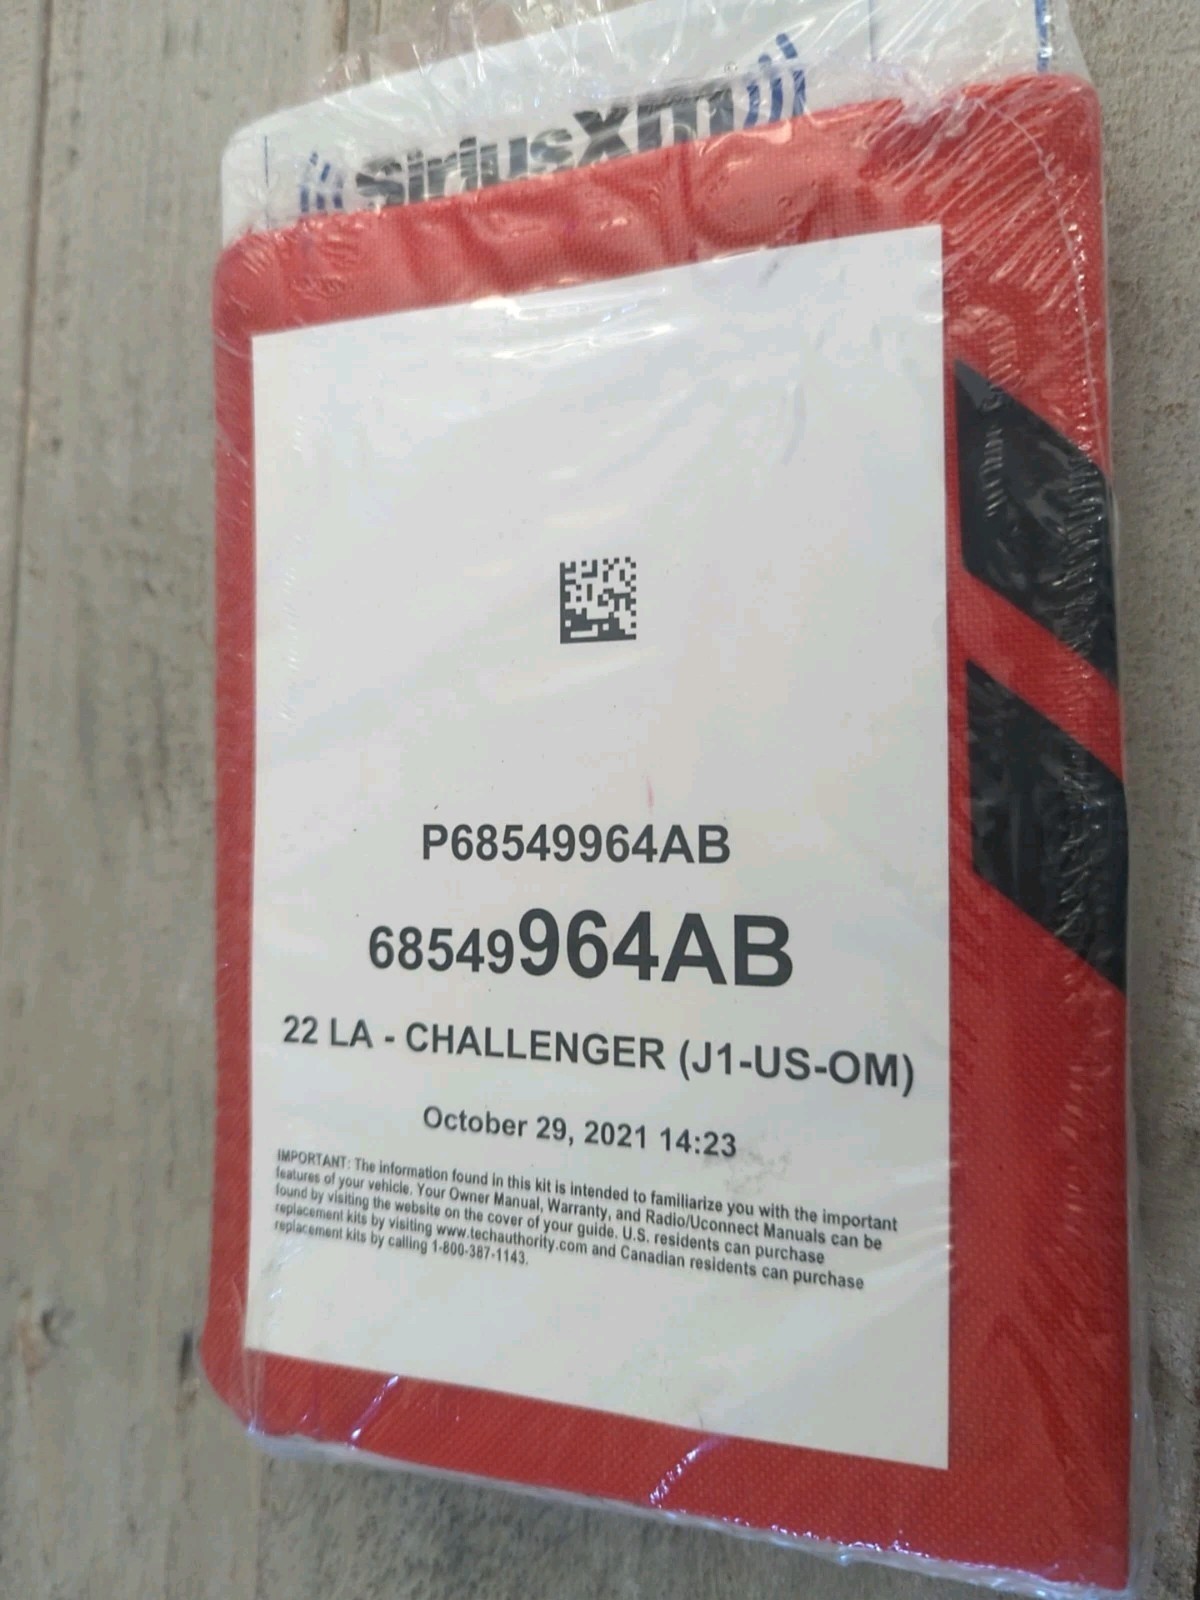 siriusxm
P68549964AB
68549964AB
22 LA - CHALLENGER (J1-US-OM)
October 29, 2021 14:23
IMPORTANT: The information found in this kit is intended to familiarize you with the important
features of your vehicle. Your Owner Manual, Warranty, and Radio/Uconnect Manuals can be
found by visiting the website on the cover of your guide. U.S. residents can purchase
replacement kits by visiting www.techauthority.com and Canadian residents can purchase
replacement kits by calling 1-800-387-1143.